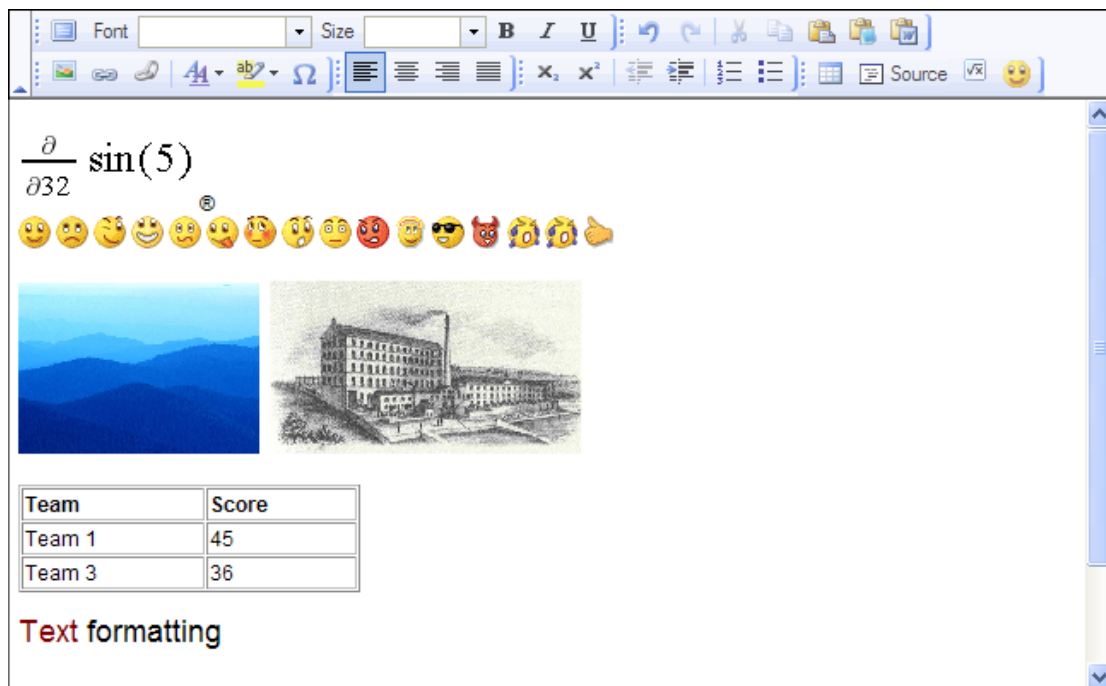 Font Size B I U
Source
∂
∂32 sin(5)
®
Team Score
Team 1 45
Team 3 36
Text formatting